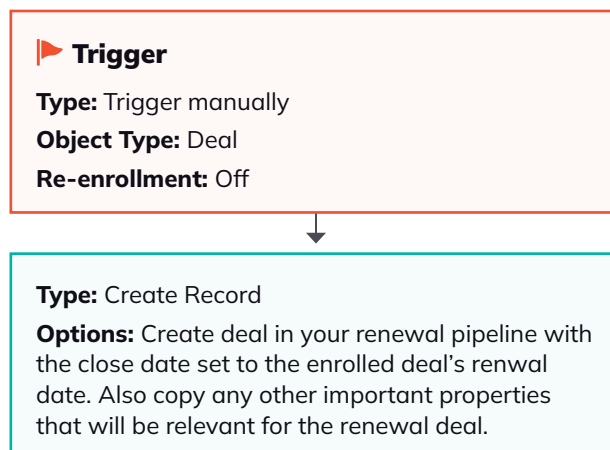 Trigger
Type: Trigger manually
Object Type: Deal
Re-enrollment: Off
Type: Create Record
Options: Create deal in your renewal pipeline with
the close date set to the enrolled deal’s renwal
date. Also copy any other important properties
that will be relevant for the renewal deal.